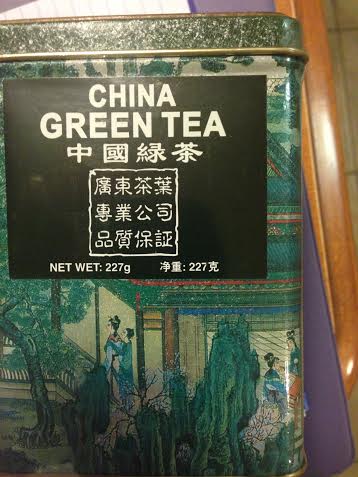 CHINA
GREEN TEA
中國緑茶
廣東茶葉
專業公司
品質保証
NET WET: 227g 净重: 227克